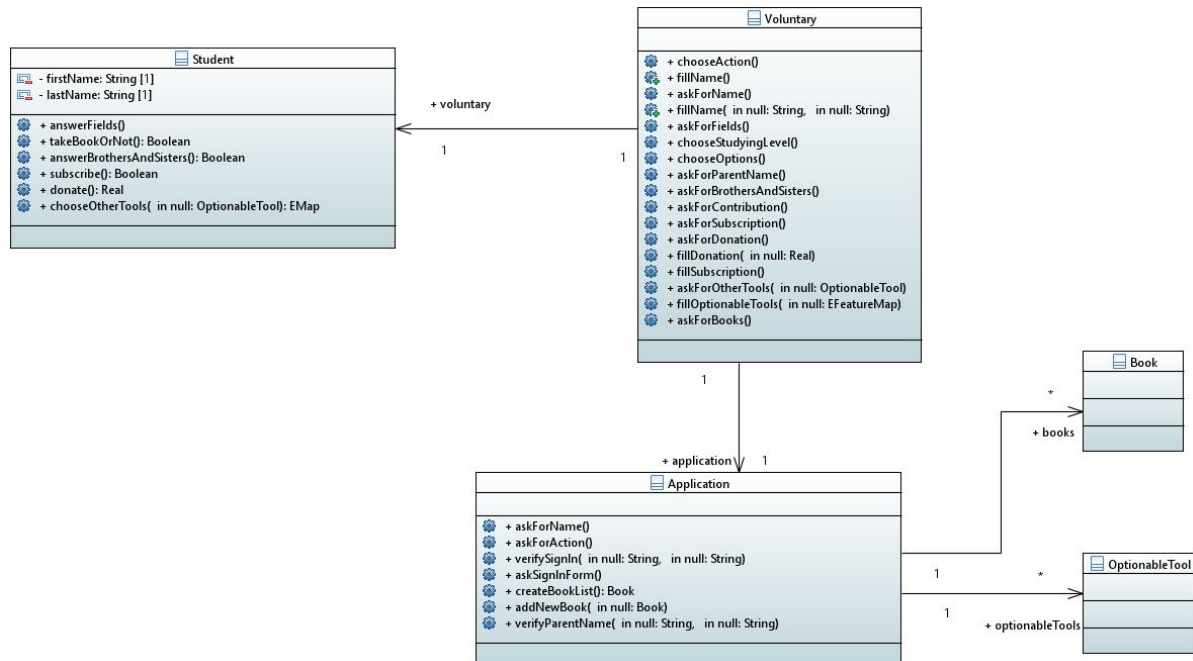 Student
- firstName: String [1]
- lastName: String [1]
+ answerFields()
+ takeBookOrNot(): Boolean
+ answerBrothersAndSisters(): Boolean
+ subscribe(): Boolean
+ donate(): Real
+ chooseOtherTools( in null: OptionableTool): EMap
+ voluntary
1
1
Voluntary
+ chooseAction()
+ fillName()
+ askForName()
+ fillName( in null: String, in null: String)
+ askForFields()
+ chooseStudyingLevel()
+ chooseOptions()
+ askForParentName()
+ askForBrothersAndSisters()
+ askForContribution()
+ askForSubscription()
+ askForDonation()
+ fillDonation( in null: Real)
+ fillSubscription()
+ askForOtherTools( in null: OptionableTool)
+ fillOptionableTools( in null: EFeatureMap)
+ askForBooks()
1
+ application 1
Application
+ askForName()
+ askForAction()
+ verifySignIn( in null: String, in null: String)
+ askSignInForm()
+ createBookList(): Book
+ addNewBook( in null: Book)
+ verifyParentName( in null: String, in null: String)
Book
*
+ books
1
OptionableTool
*
1
+ optionableTools